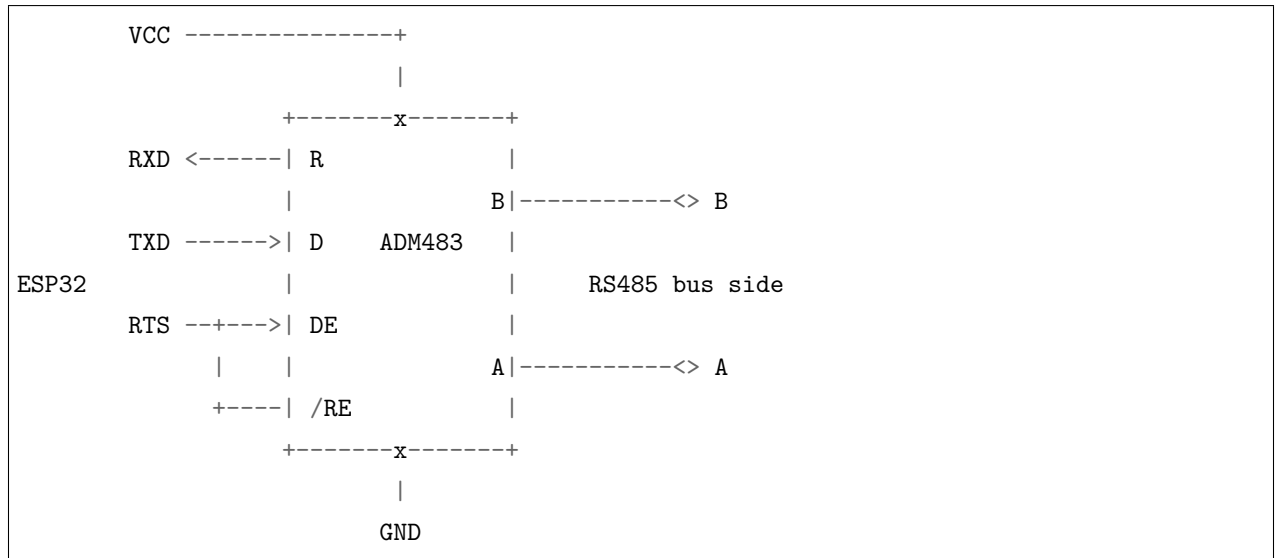 VCC ---------------+
|
+-------x-------+
RXD <------| R |
| B|-----------<> B
TXD ------>| D ADM483 |
ESP32 | | RS485 bus side
RTS --+--->| DE |
| | A|-----------<> A
+----| /RE |
+-------x-------+
|
GND